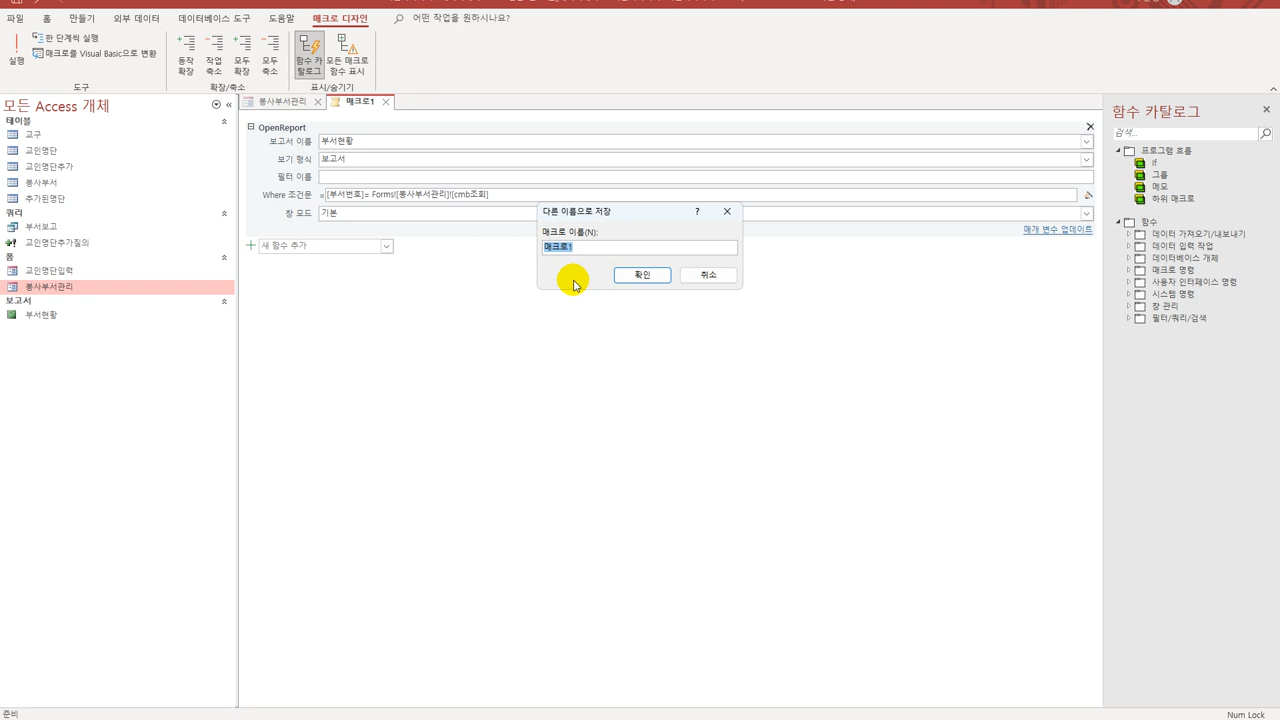 파일 홈 만들기 외부 데이터 데이터베이스 도구 도움말 매크로 디자인 어떤 작업을 원하시나요?
실행
한 단계씩 실행
매크로를 Visual Basic으로 변환
도구
동작 확장
작업 축소
모두 확장
모두 축소
확장/축소
함수 카탈로그
모든 매크로 함수 표시
표시/숨기기
모든 Access 개체
테이블
교구
교인명단
교인명단추가
봉사부서
추가된명단
쿼리
부서보고
교인명단추가질의
폼
교인명단입력
봉사부서관리
보고서
부서현황
봉사부서관리 매크로1
OpenReport
보고서 이름 부서현황
보기 형식 보고서
필터 이름
Where 조건문 = [부서번호]= Forms![봉사부서관리]![cmb조회]
창 모드 기본
매개 변수 업데이트
새 함수 추가
다른 이름으로 저장 ?
매크로 이름(N):
매크로1
확인 취소
함수 카탈로그
검색...
프로그램 흐름
If
그룹
메모
하위 매크로
함수
데이터 가져오기/내보내기
데이터 입력 작업
데이터베이스 개체
매크로 명령
사용자 인터페이스 명령
시스템 명령
창 관리
필터/쿼리/검색
준비
Num Lock